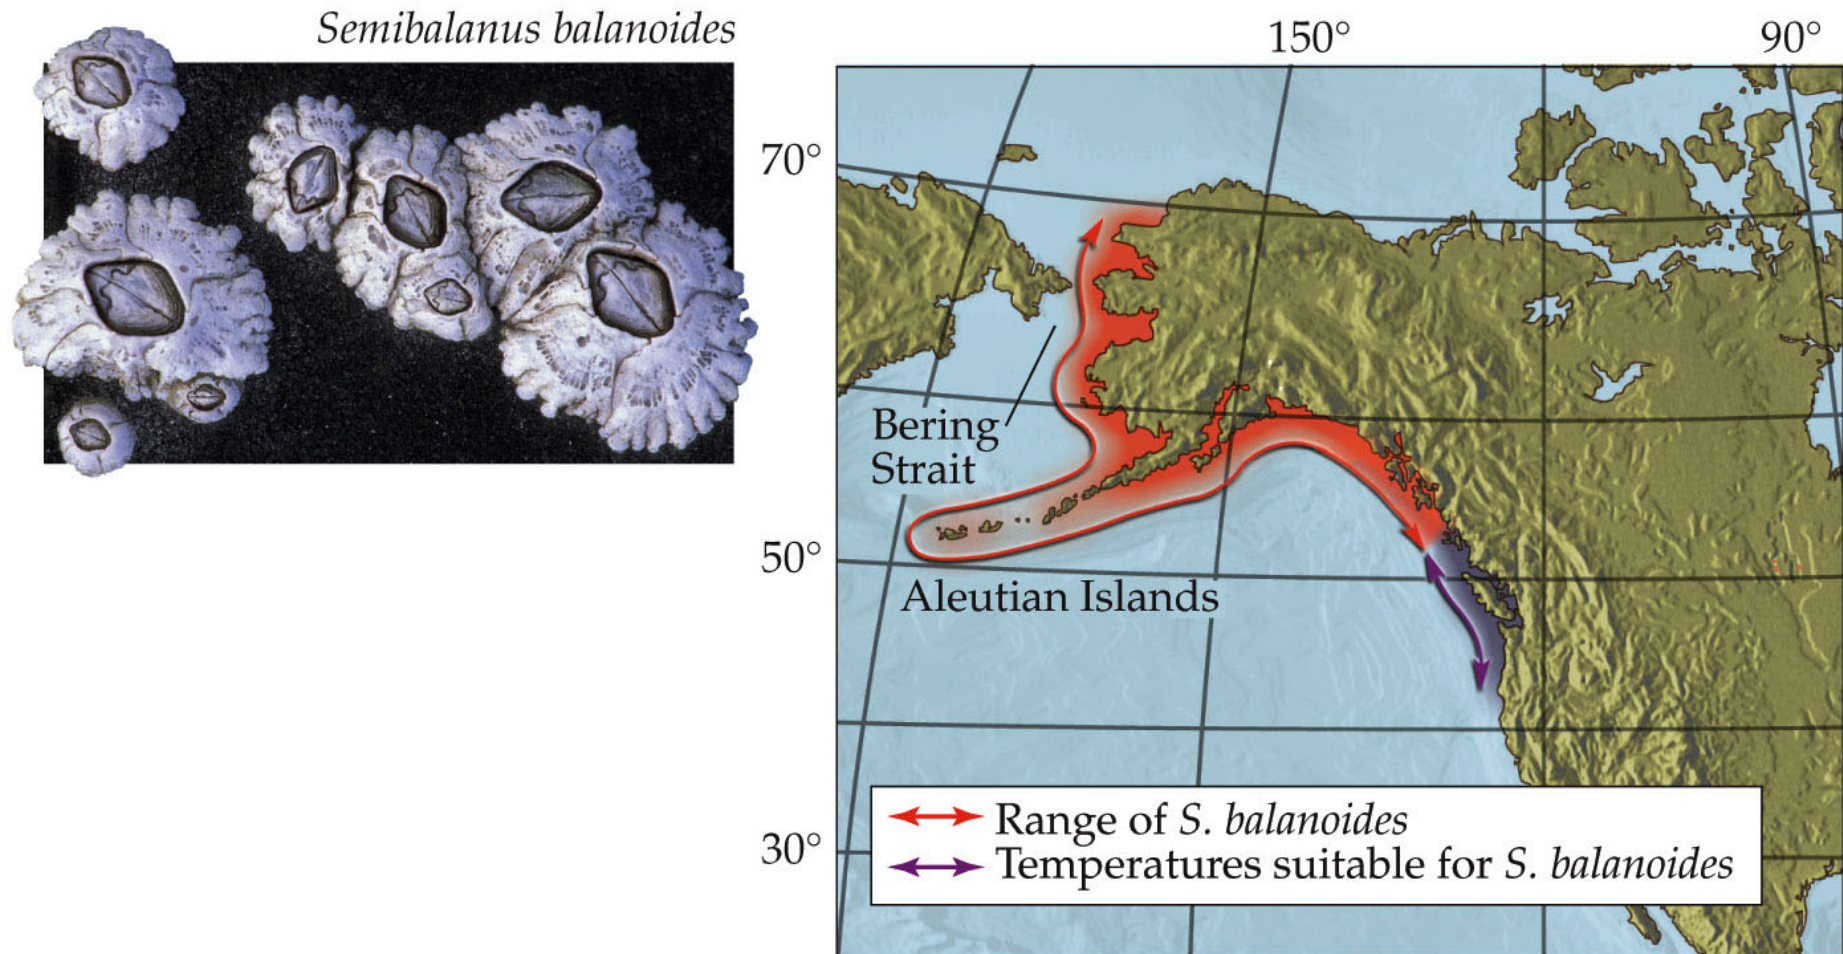 Semibalanus balanoides
150°
90°
70°
Bering
Strait
50°
Aleutian Islands
30°
Range of S. balanoides
Temperatures suitable for S. balanoides